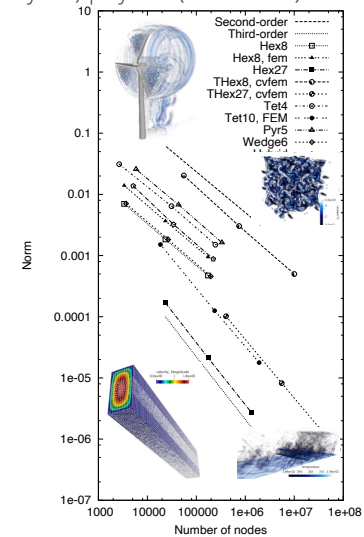 10
1
0.1
0.01
0.001
0.0001
1e-05
1e-06
1e-07
Norm
Second-order
Third-order
Hex8
Hex8, fem
Hex27
THex8, cvfem
THex27, cvfem
Tet4
Tet10, FEM
Pyr5
Wedge6
velocity_Magnitude
1000 10000 100000 1e+06 1e+07 1e+08
Number of nodes